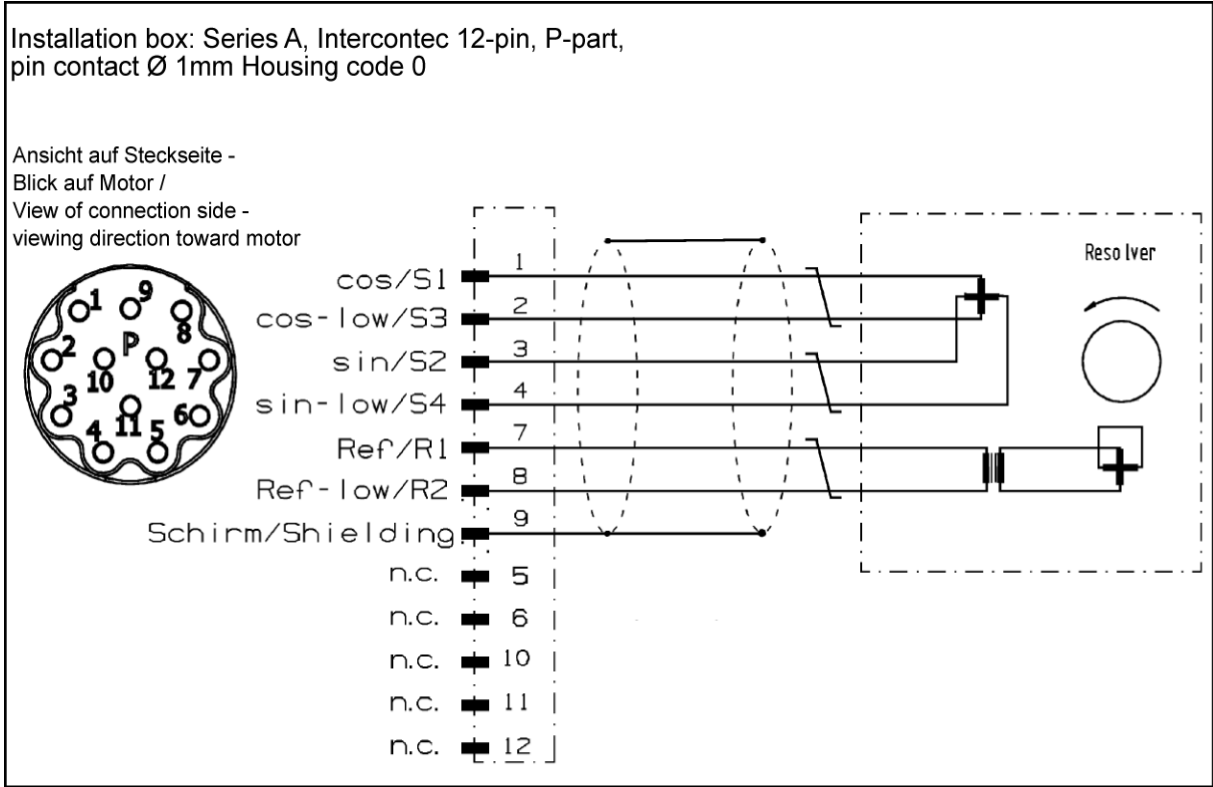 Installation box: Series A, Intercontec 12-pin, P-part,
pin contact Ø 1mm Housing code 0
Ansicht auf Steckseite -
Blick auf Motor /
View of connection side -
viewing direction toward motor
1
9
8
2
P
10
12
7
3
11
6
4
5
cos/S1 1
cos-low/S3 2
sin/S2 3
sin-low/S4 4
Ref/R1 7
Ref-low/R2 8
Schirm/Shielding 9
n.c. 5
n.c. 6
n.c. 10
n.c. 11
n.c. 12
Resolver